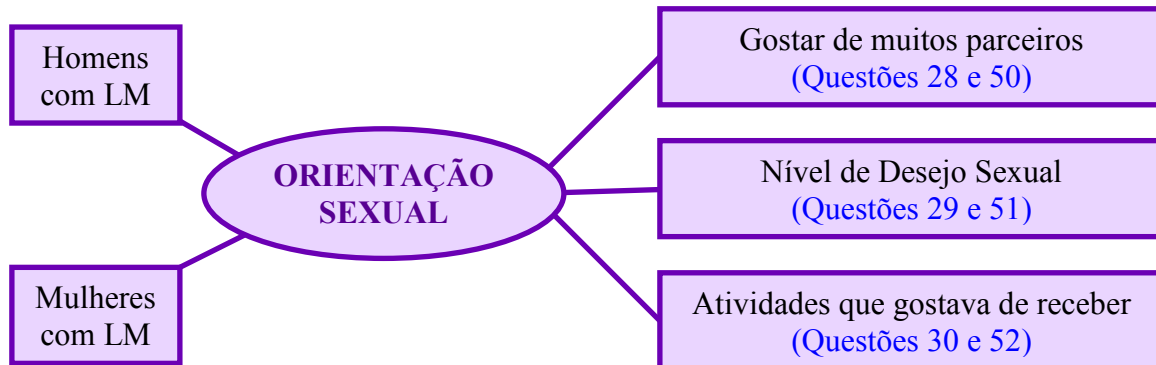 Homens
com LM
Mulheres
com LM
ORIENTAÇÃO
SEXUAL
Gostar de muitos parceiros
(Questões 28 e 50)
Nível de Desejo Sexual
(Questões 29 e 51)
Atividades que gostava de receber
(Questões 30 e 52)